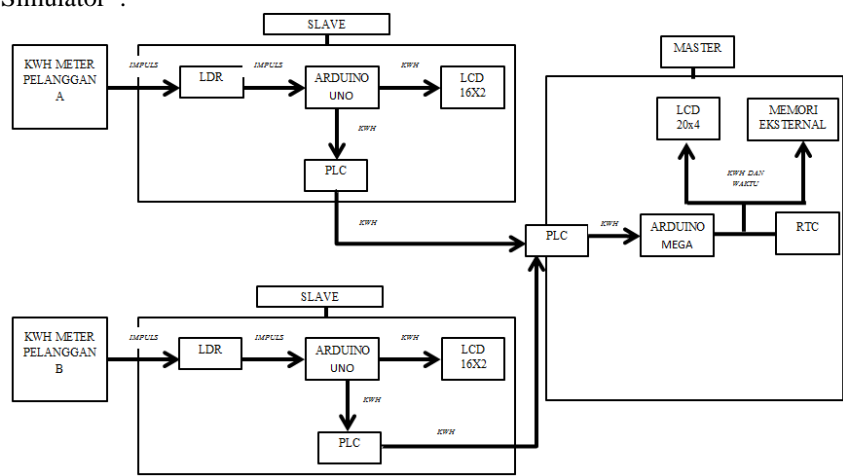 Simulator" .
SLAVE
KWH METER
PELANGGAN
A
IMPULS
LDR
IMPULS
ARDUINO
UNO
KWH
LCD
16X2
KWH
PLC
KWH
MASTER
LCD
20x4
MEMORI
EKSTERNAL
KWH DAN
WAKTU
PLC
KWH
ARDUINO
MEGA
RTC
SLAVE
KWH METER
PELANGGAN
B
IMPULS
LDR
IMPULS
ARDUINO
UNO
KWH
LCD
16X2
KWH
PLC
KWH